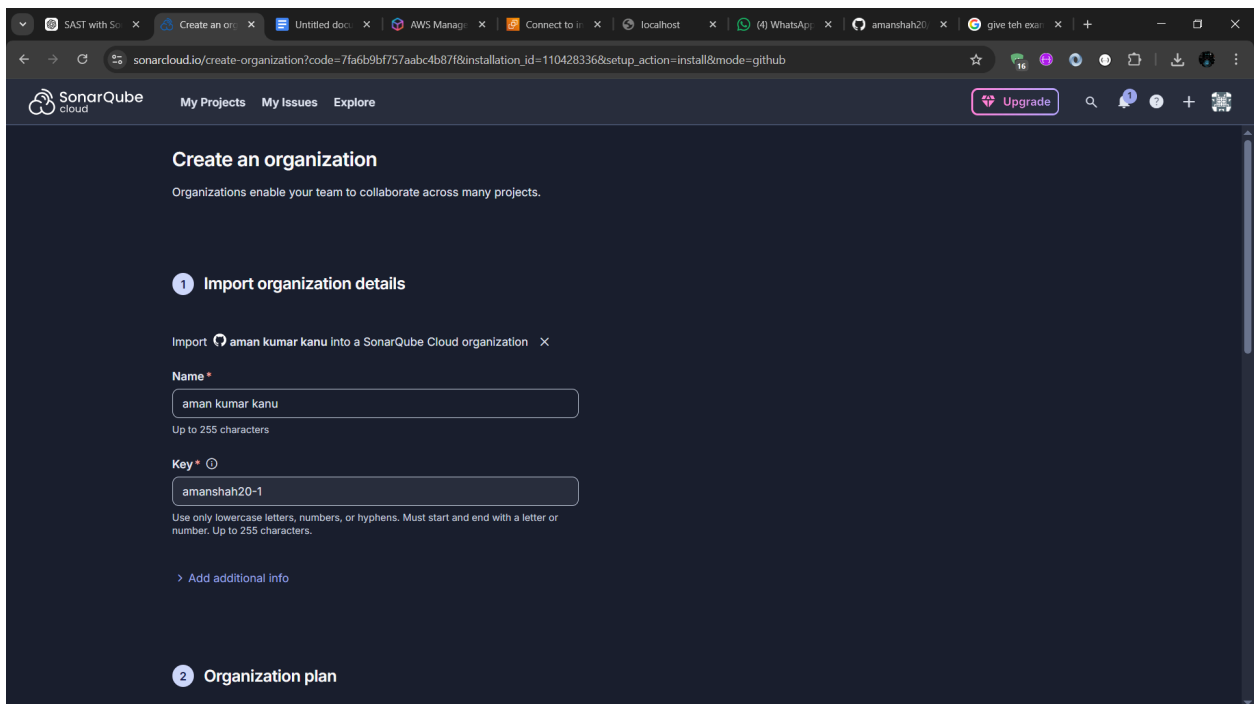 SAST with So
Create an org
Untitled docu
AWS Manage
Connect to in
localhost
(4) WhatsApp
amanshah20/
give teh exam
sonarcloud.io/create-organization?code=7fa6b9bf757aabc4b87f&installation_id=110428336&setup_action=install&mode=github
16
SonarQube
cloud
My Projects My Issues Explore
Upgrade
1
Create an organization
Organizations enable your team to collaborate across many projects.
1 Import organization details
Import aman kumar kanu into a SonarQube Cloud organization
Name*
aman kumar kanu
Up to 255 characters
Key*
amanshah20-1
Use only lowercase letters, numbers, or hyphens. Must start and end with a letter or
number. Up to 255 characters.
Add additional info
2 Organization plan